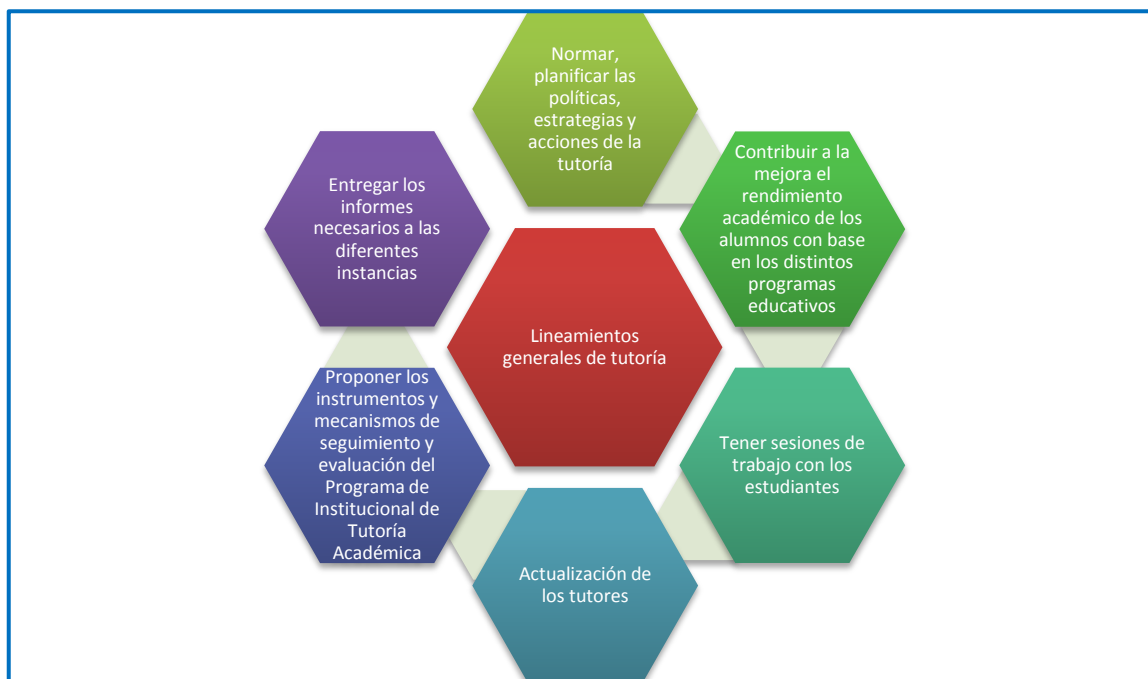 Normar,
planificar las
políticas,
estrategias y
acciones de la
tutoría
Contribuir a la
mejora el
rendimiento
académico de los
alumnos con base
en los distintos
programas
educativos
Tener sesiones de
trabajo con los
estudiantes
Actualización de
los tutores
Proponer los
instrumentos y
mecanismos de
seguimiento y
evaluación del
Programa de
Institucional de
Tutoría
Académica
Entregar los
informes
necesarios a las
diferentes
instancias
Lineamientos
generales de tutoría